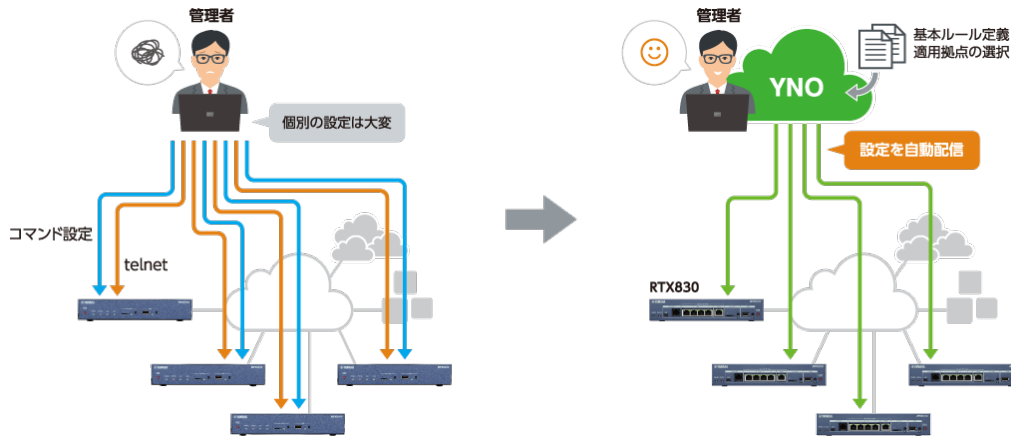 管理者
個別の設定は大変
コマンド設定
telnet
管理者
YNO
基本ルール定義
適用拠点の選択
設定を自動配信
RTX830